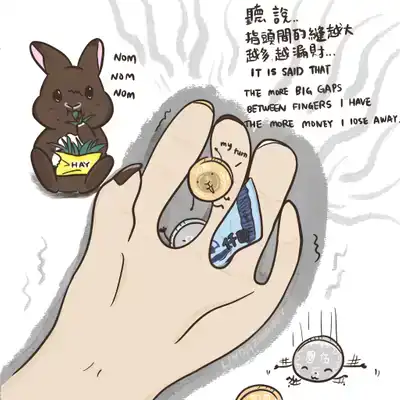 聽說..
指頭間的縫越大
越多越漏財...
IT IS SAID THAT
THE MORE BIG GAPS
BETWEEN FINGERS I HAVE
THE MORE MONEY I LOSE AWAY.
NOM
NOM
NOM
HAY
my turn